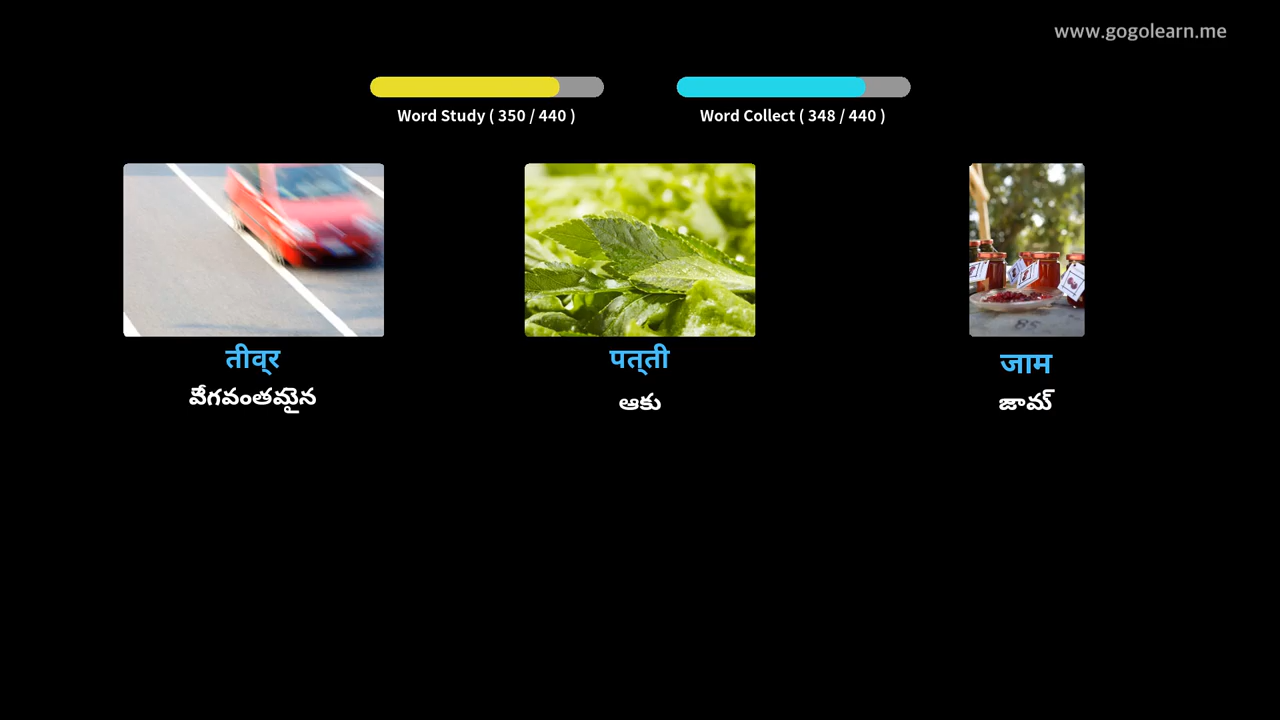 www.gogolearn.me
Word Study ( 350 / 440 )
Word Collect ( 348 / 440 )
तीव्र
पत्ती
जाम
వేగవంతమైన
ఆకు
జామ్